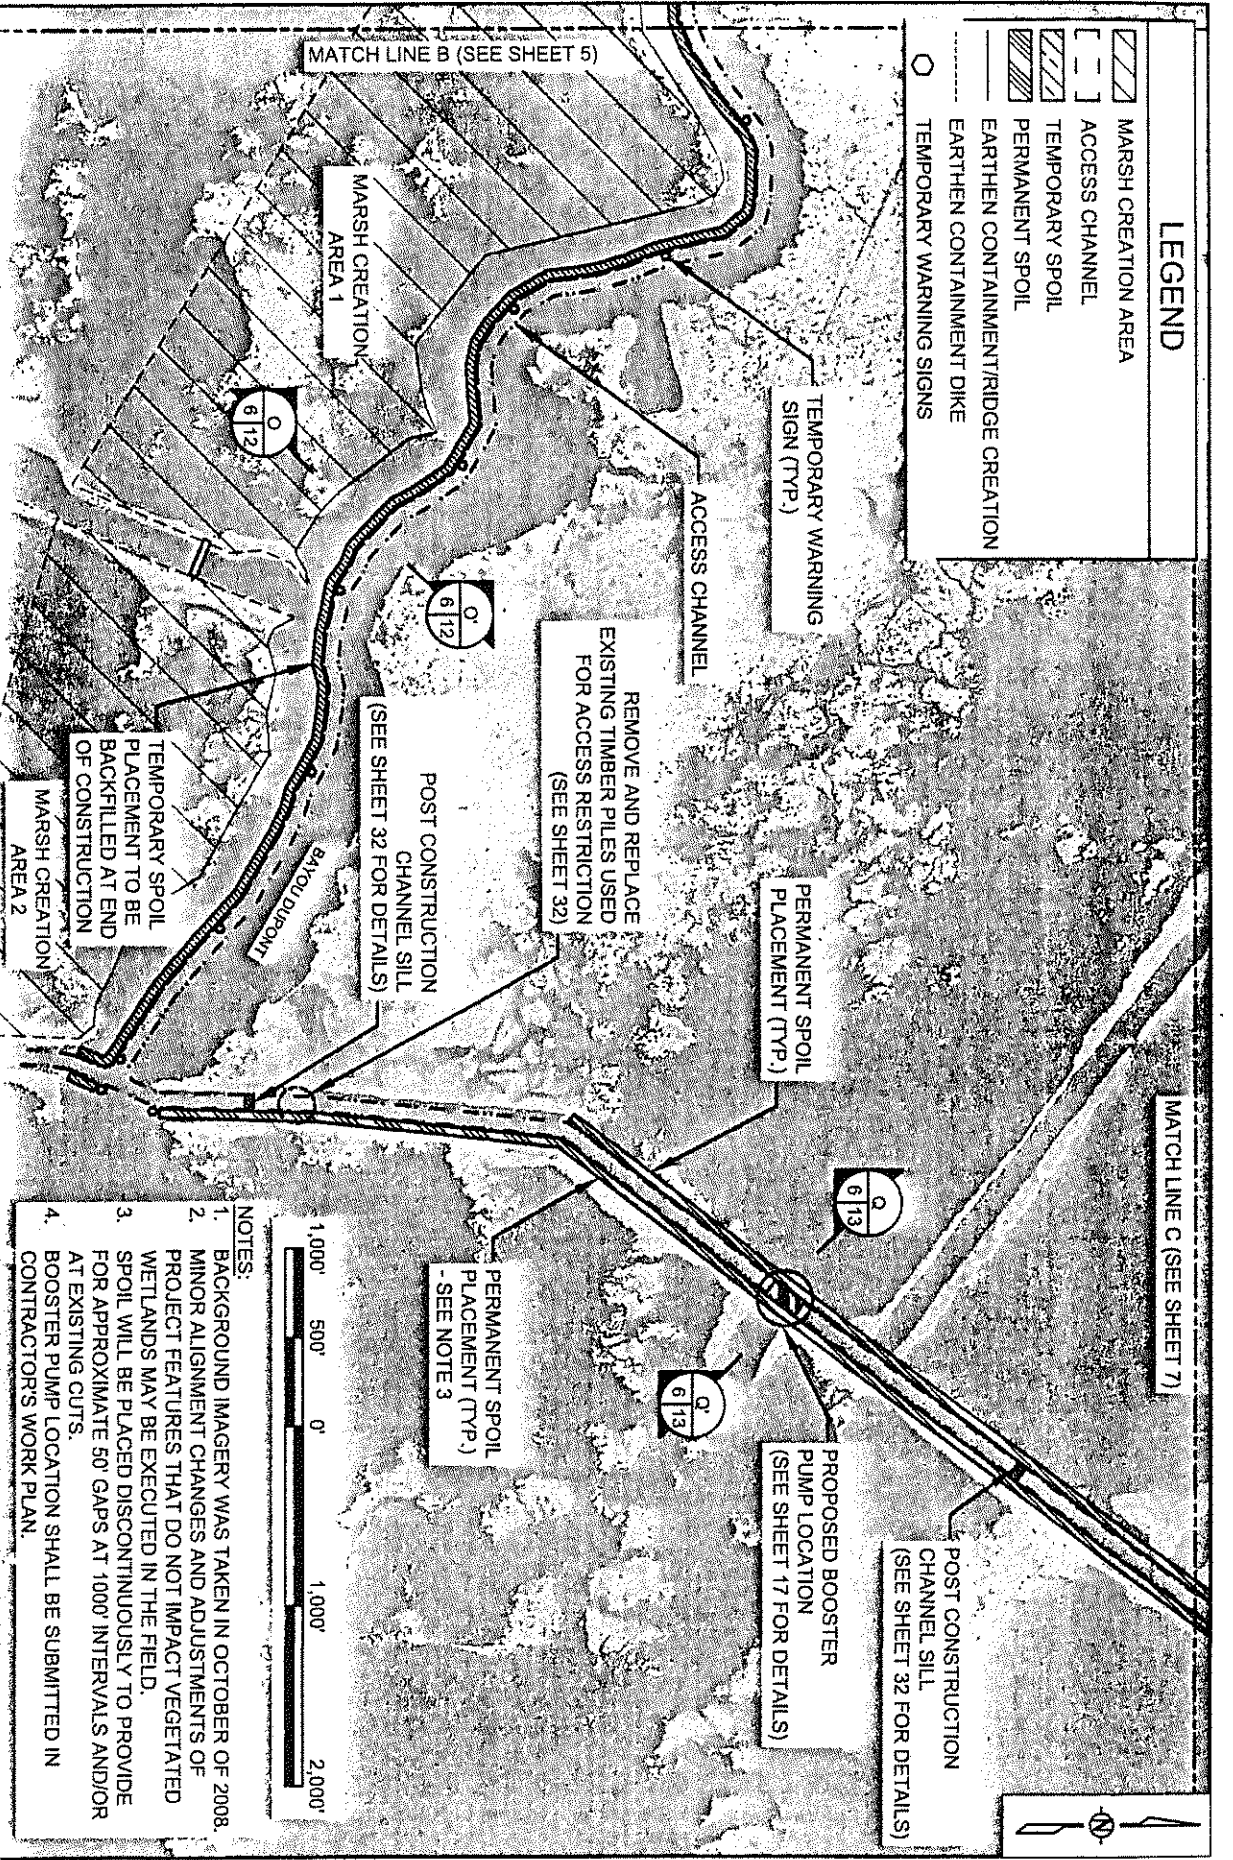 LEGEND
MARSH CREATION AREA
ACCESS CHANNEL
TEMPORARY SPOIL
PERMANENT SPOIL
EARTHEN CONTAINMENT/RIDGE CREATION
EARTHEN CONTAINMENT DIKE
TEMPORARY WARNING SIGNS
MATCH LINE B (SEE SHEET 5)
MATCH LINE C (SEE SHEET 7)
N
TEMPORARY WARNING
SIGN (TYP.)
ACCESS CHANNEL
MARSH CREATION
AREA 1
O
6 12
O'
6 12
REMOVE AND REPLACE
EXISTING TIMBER PILES USED
FOR ACCESS RESTRICTION
(SEE SHEET 32)
POST CONSTRUCTION
CHANNEL SILL
(SEE SHEET 32 FOR DETAILS)
BAYOU DUPONT
TEMPORARY SPOIL
PLACEMENT TO BE
BACKFILLED AT END
OF CONSTRUCTION
MARSH CREATION
AREA 2
PERMANENT SPOIL
PLACEMENT (TYP.)
Q
6 13
Q'
6 13
PROPOSED BOOSTER
PUMP LOCATION
(SEE SHEET 17 FOR DETAILS)
POST CONSTRUCTION
CHANNEL SILL
(SEE SHEET 32 FOR DETAILS)
PERMANENT SPOIL
PLACEMENT (TYP.)
- SEE NOTE 3
1,000' 500' 0' 1,000' 2,000'
NOTES:
1. BACKGROUND IMAGERY WAS TAKEN IN OCTOBER OF 2008.
2. MINOR ALIGNMENT CHANGES AND ADJUSTMENTS OF
PROJECT FEATURES THAT DO NOT IMPACT VEGETATED
WETLANDS MAY BE EXECUTED IN THE FIELD.
3. SPOIL WILL BE PLACED DISCONTINUOUSLY TO PROVIDE
FOR APPROXIMATE 50' GAPS AT 1000' INTERVALS AND/OR
AT EXISTING CUTS.
4. BOOSTER PUMP LOCATION SHALL BE SUBMITTED IN
CONTRACTOR'S WORK PLAN.